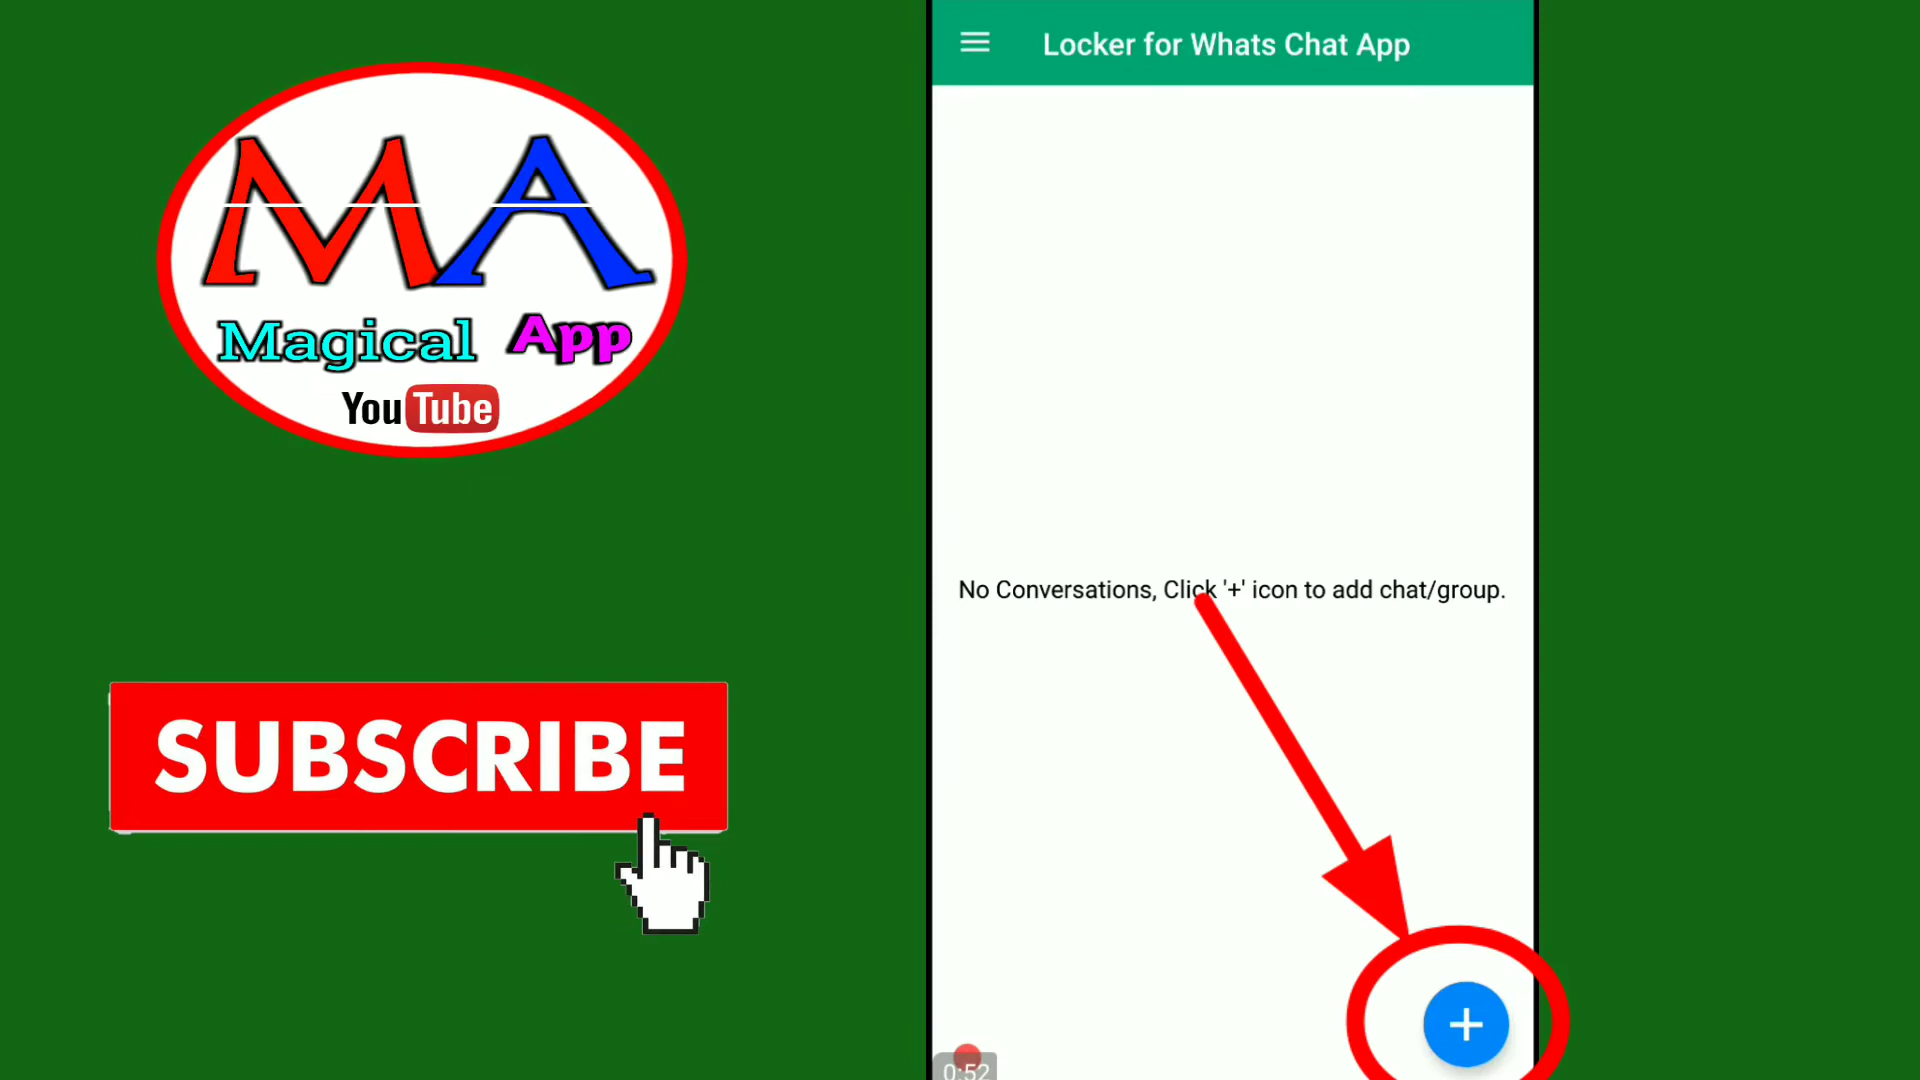 MA
Magical App
YouTube
SUBSCRIBE
Locker for Whats Chat App
No Conversations, Click '+' icon to add chat/group.
0:52